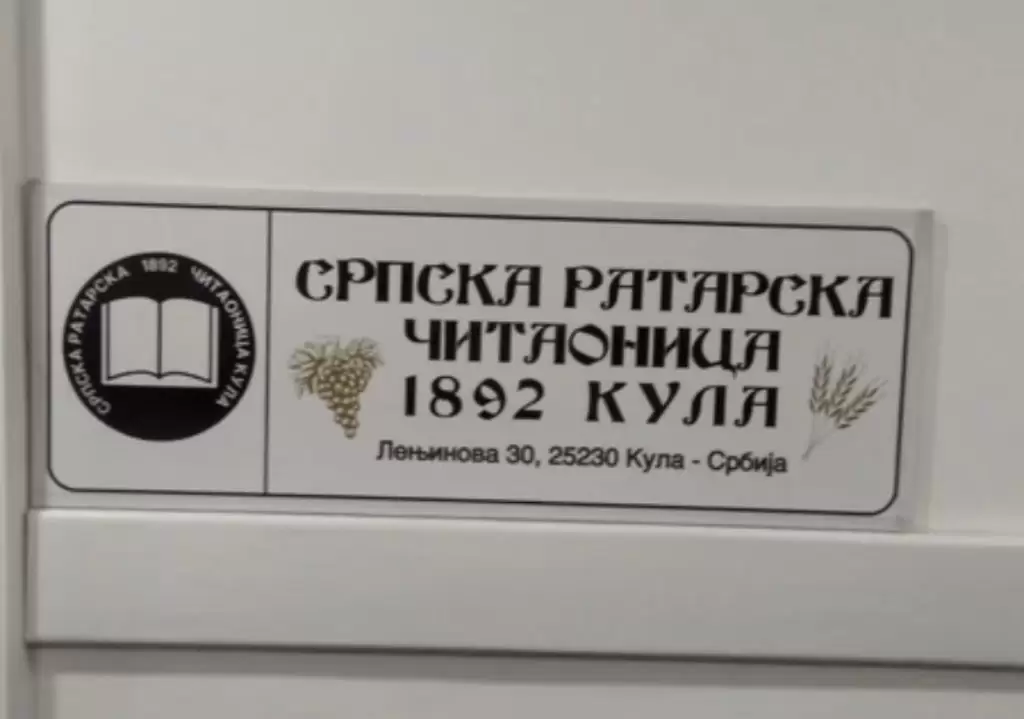 СРПСКА РАТАРСКА 1892 ЧИТАОНИЦА КУЛА
СРПСКА РАТАРСКА
ЧИТАОНИЦА
1892 КУЛА
Лењинова 30, 25230 Кула - Србија